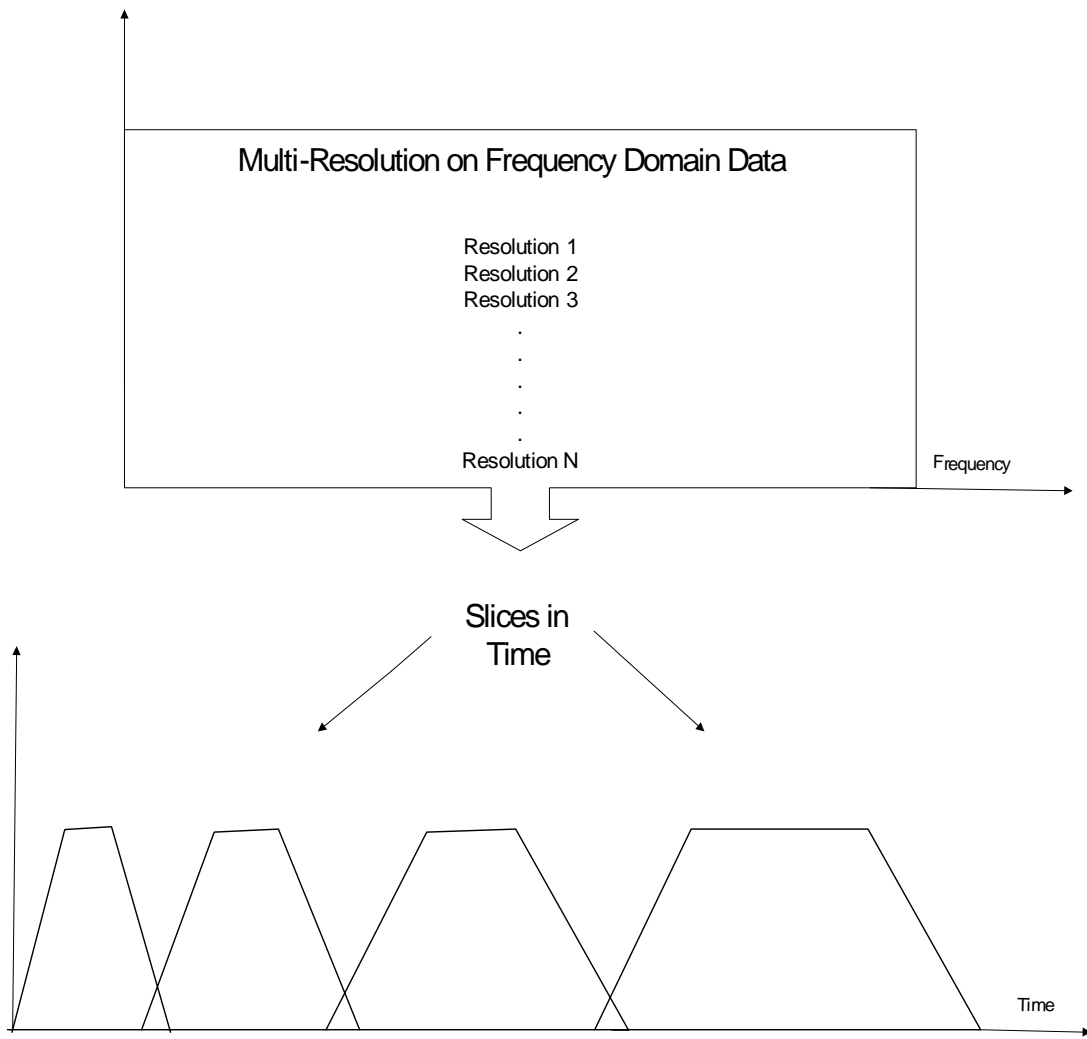 Multi-Resolution on Frequency Domain Data
Resolution 1
Resolution 2
Resolution 3
.
.
.
.
.
Resolution N
Frequency
Slices in
Time
Time